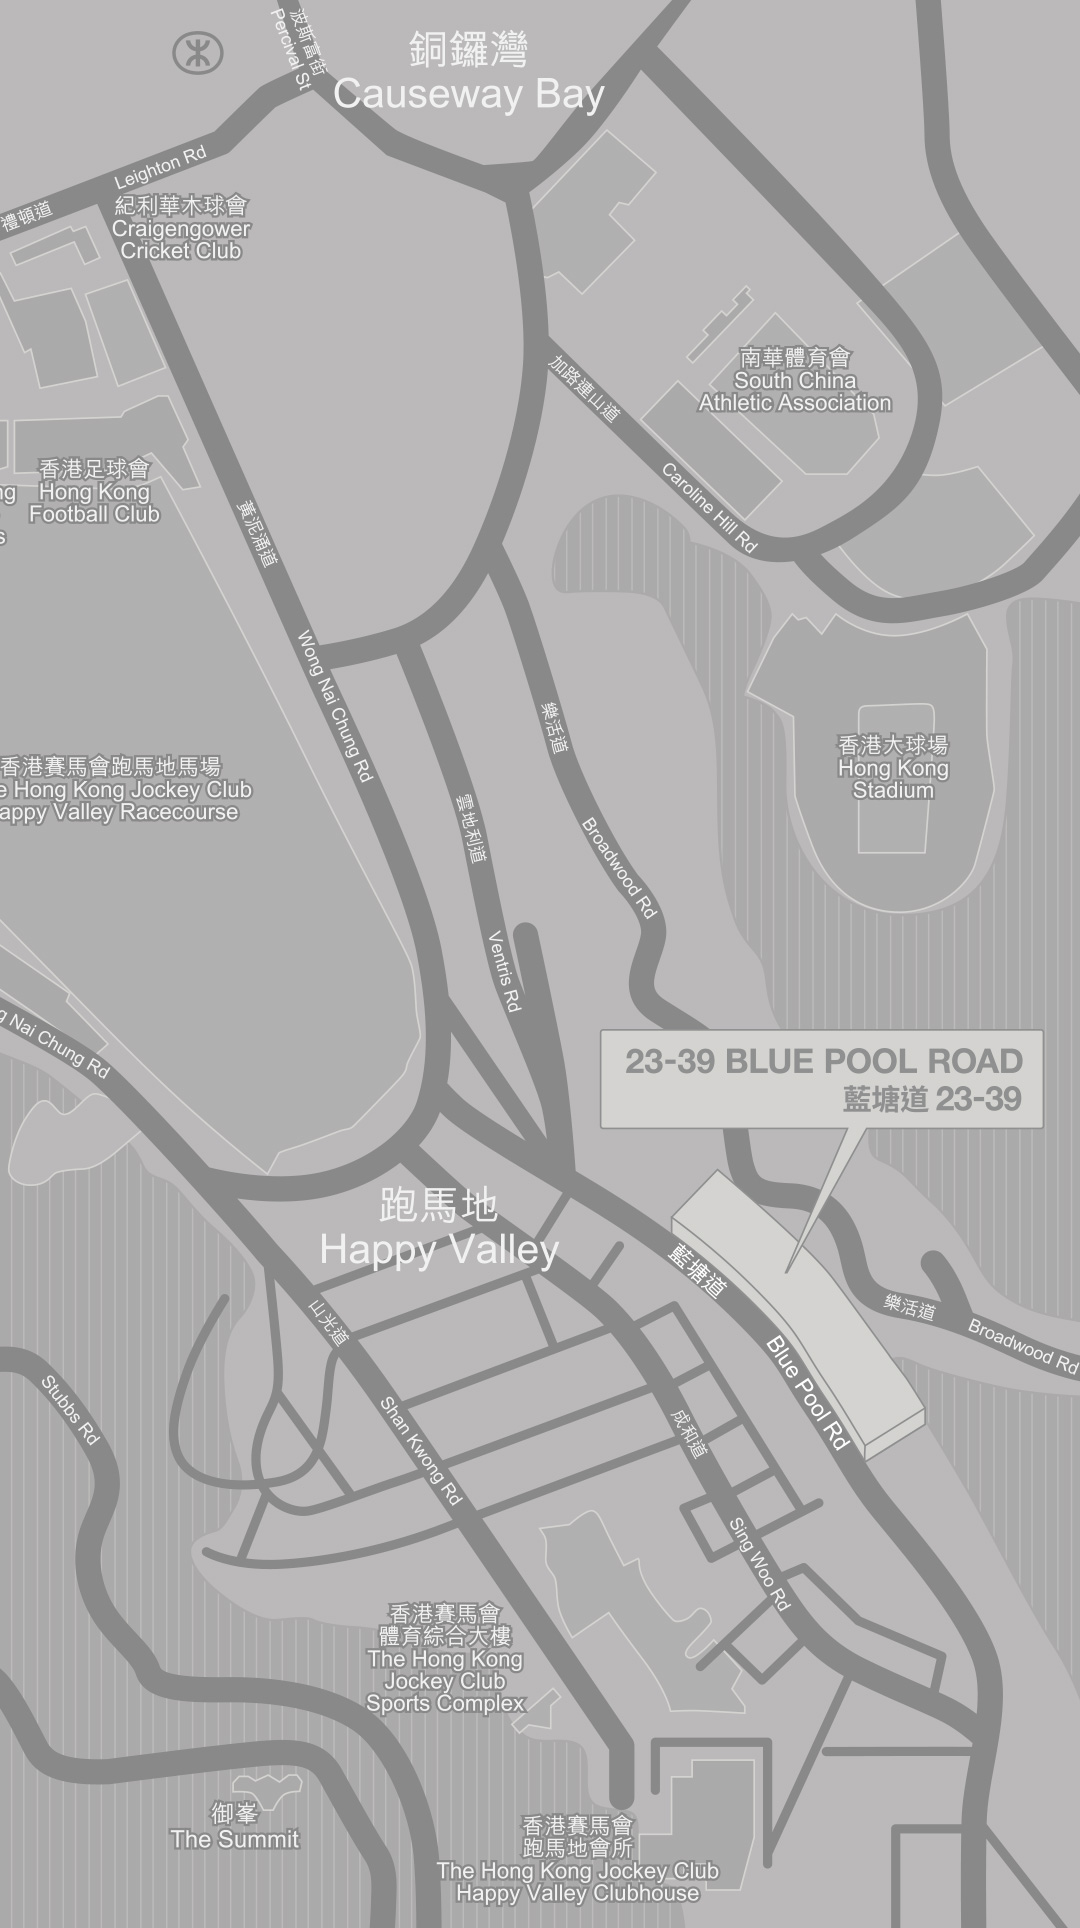 波斯富街
Percival St
銅鑼灣
Causeway Bay
Leighton Rd
禮頓道
紀利華木球會
Craigengower
Cricket Club
南華體育會
South China
Athletic Association
加路連山道
Caroline Hill Rd
香港足球會
Hong Kong
Football Club
黃泥涌道
Wong Nai Chung Rd
樂活道
香港大球場
Hong Kong
Stadium
香港賽馬會跑馬地馬場
e Hong Kong Jockey Club
appy Valley Racecourse
雲地利道
Broadwood Rd
Ventris Rd
g Nai Chung Rd
23-39 BLUE POOL ROAD
藍塘道 23-39
跑馬地
Happy Valley
藍塘道
Blue Pool Rd
樂活道
Broadwood Rd
山光道
Shan Kwong Rd
Stubbs Rd
成和道
Sing Woo Rd
香港賽馬會
體育綜合大樓
The Hong Kong
Jockey Club
Sports Complex
御峯
The Summit
香港賽馬會
跑馬地會所
The Hong Kong Jockey Club
Happy Valley Clubhouse